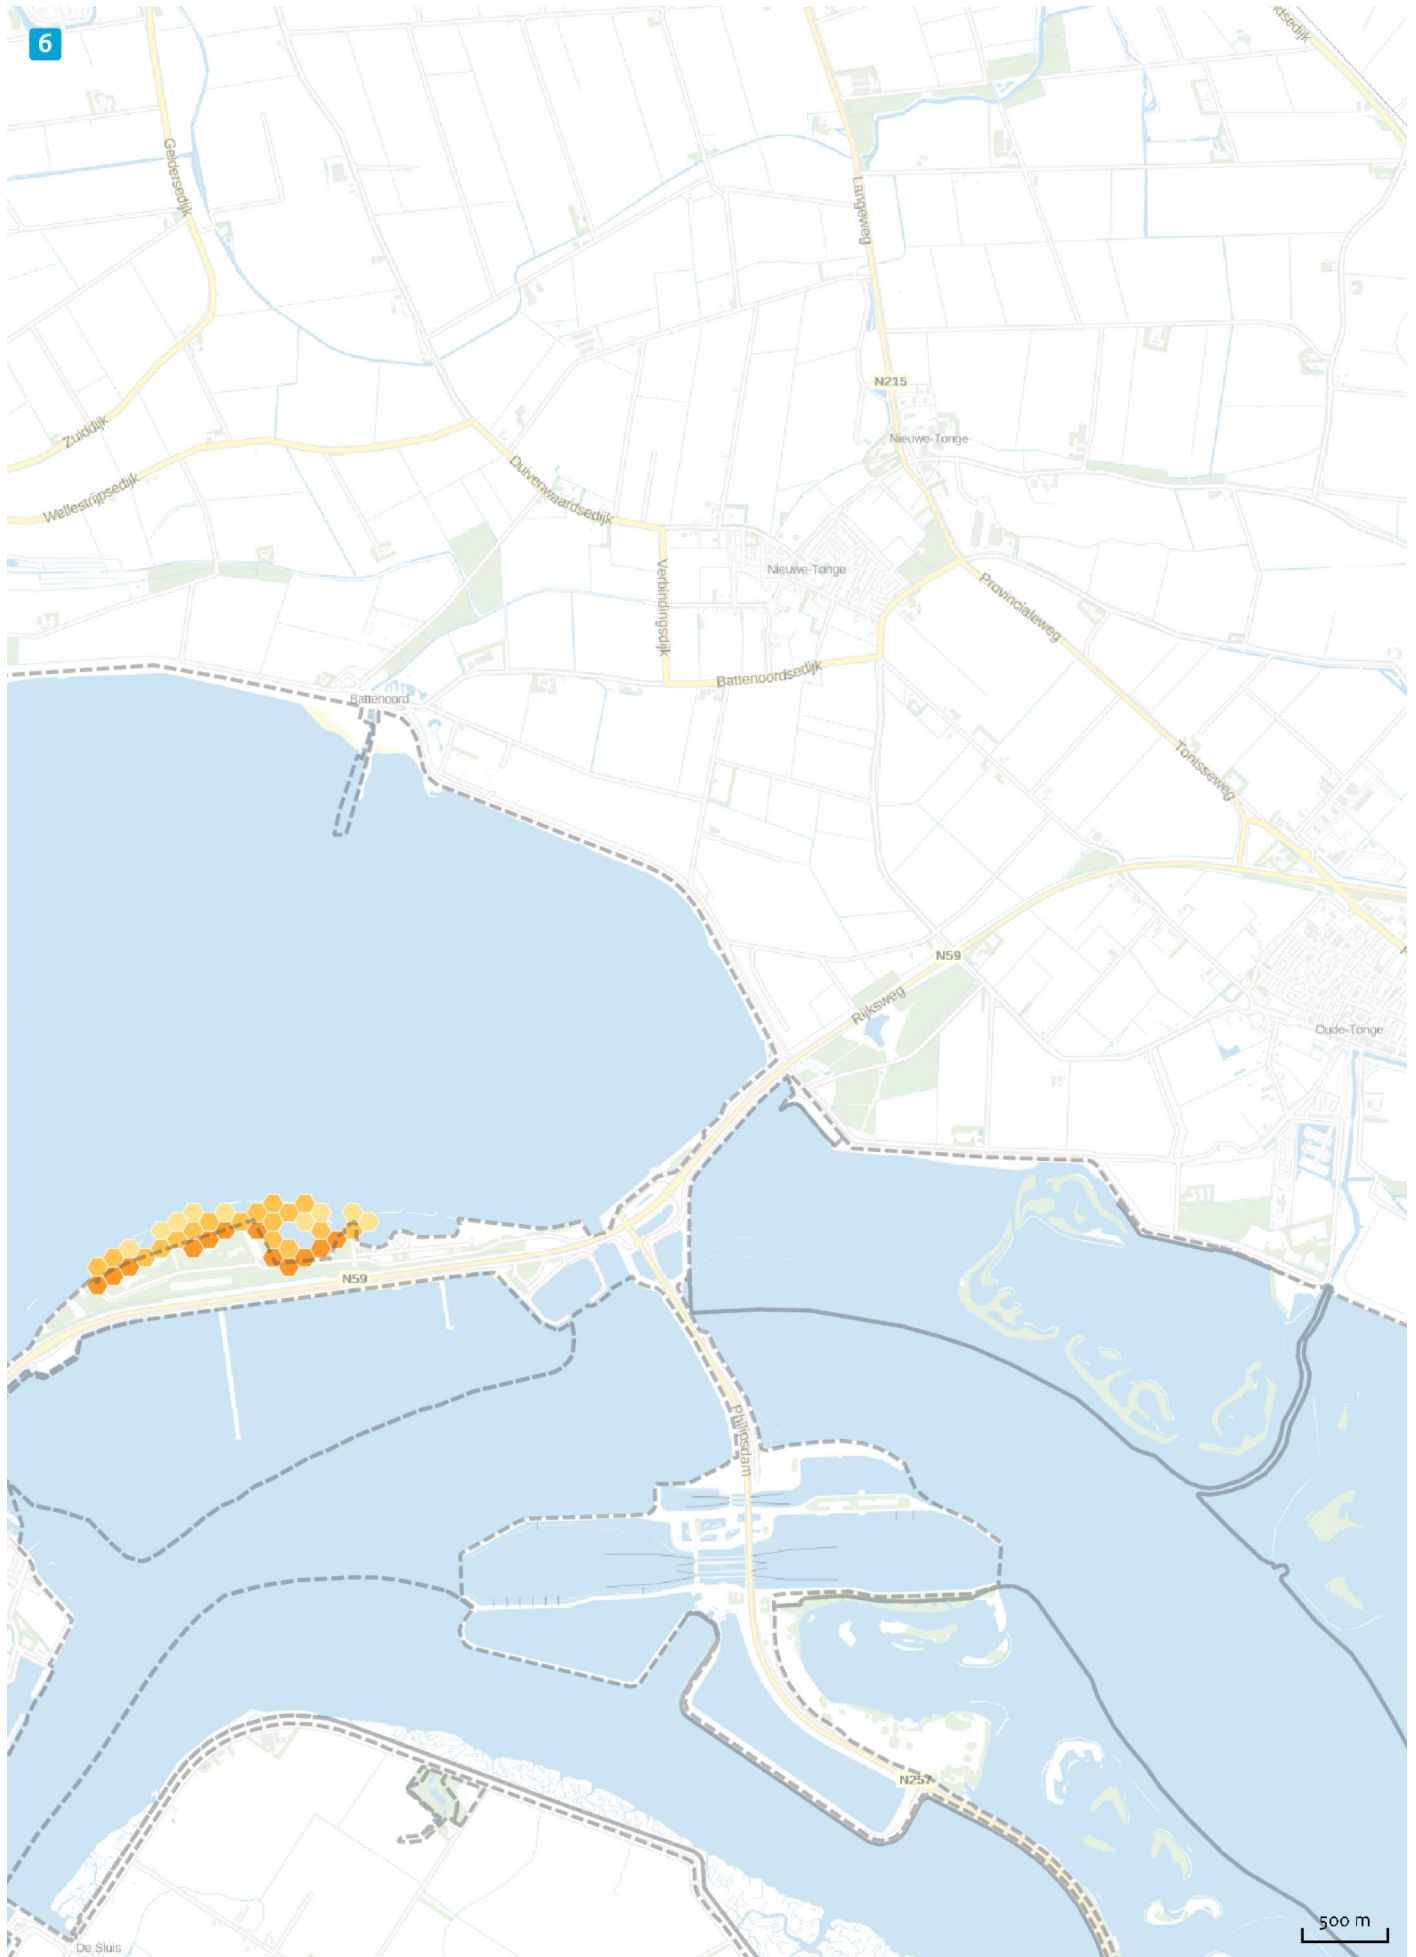 6
Geldersedijk
Langeweg
N215
Zuiddijk
Nieuwe-Tonge
Wellestrijpsedijk
Duivenwaardsedijk
Nieuwe-Tonge
Verbindingsdijk
Provincialeweg
Battenoordsedijk
Battenoord
Tonisseweg
N59
Rijksweg
Oude-Tonge
N59
Philipsdam
N257
500 m
De Sluis